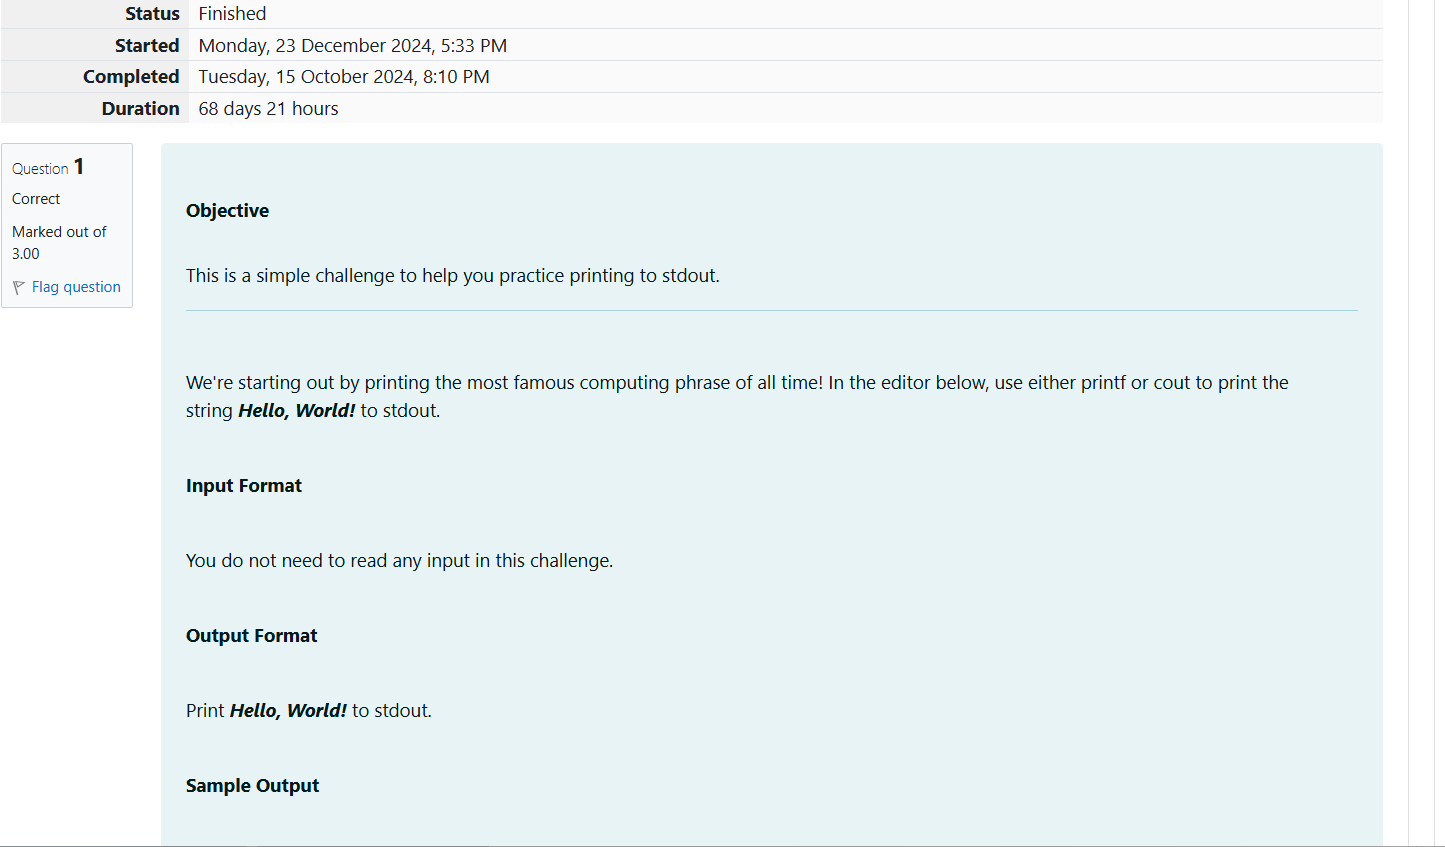 Status Finished
Started Monday, 23 December 2024, 5:33 PM
Completed Tuesday, 15 October 2024, 8:10 PM
Duration 68 days 21 hours
Question 1
Correct
Marked out of
3.00
Flag question
Objective
This is a simple challenge to help you practice printing to stdout.
We're starting out by printing the most famous computing phrase of all time! In the editor below, use either printf or cout to print the
string Hello, World! to stdout.
Input Format
You do not need to read any input in this challenge.
Output Format
Print Hello, World! to stdout.
Sample Output